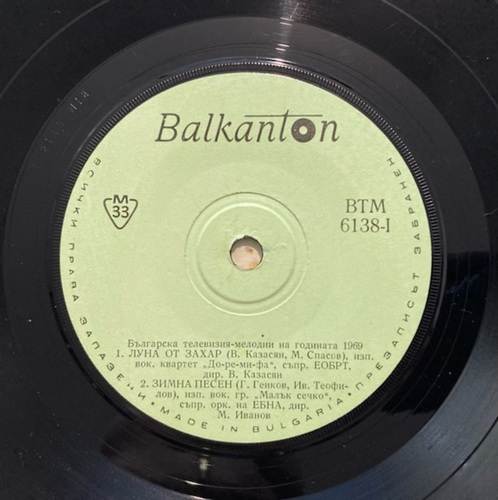 Balkanton
M
33
ВТМ
6138-I
Българска телевизия-мелодии на годината 1969
1. ЛУНА ОТ ЗАХАР (В. Казасян, М. Спасов), изп.
вок. квартет „До-ре-ми-фа“, съпр. ЕОБРТ,
дир. В. Казасян
2. ЗИМНА ПЕСЕН (Г. Генков, Ив. Теофи-
лов), изп. вок. гр. „Малък сечко“,
съпр. орк. на ЕБНА, дир.
М. Иванов
ВСИЧКИ ПРАВА ЗАПАЗЕНИ • MADE IN BULGARIA • ПРЕЗАПИСЪТ ЗАБРАНЕН